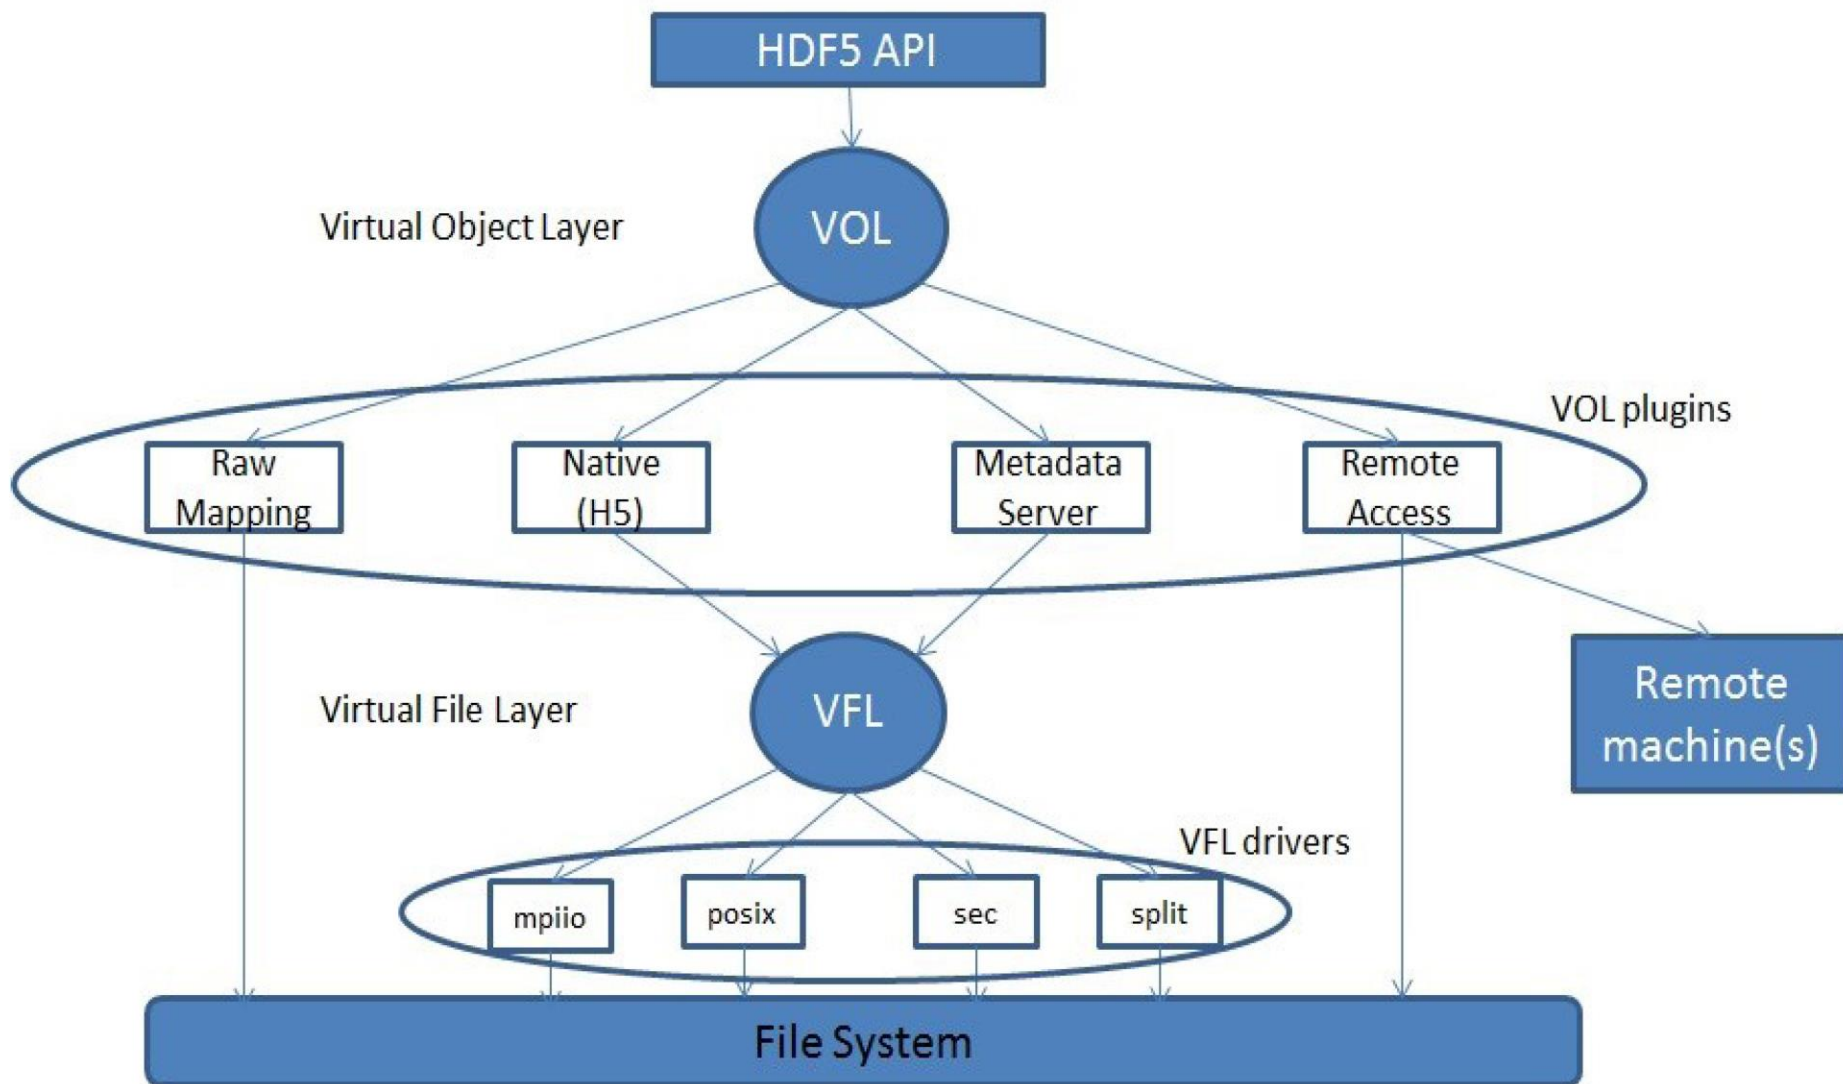 HDF5 API
Virtual Object Layer
VOL
VOL plugins
Raw
Mapping
Native
(H5)
Metadata
Server
Remote
Access
Virtual File Layer
VFL
Remote
machine(s)
VFL drivers
mpiio
posix
sec
split
File System